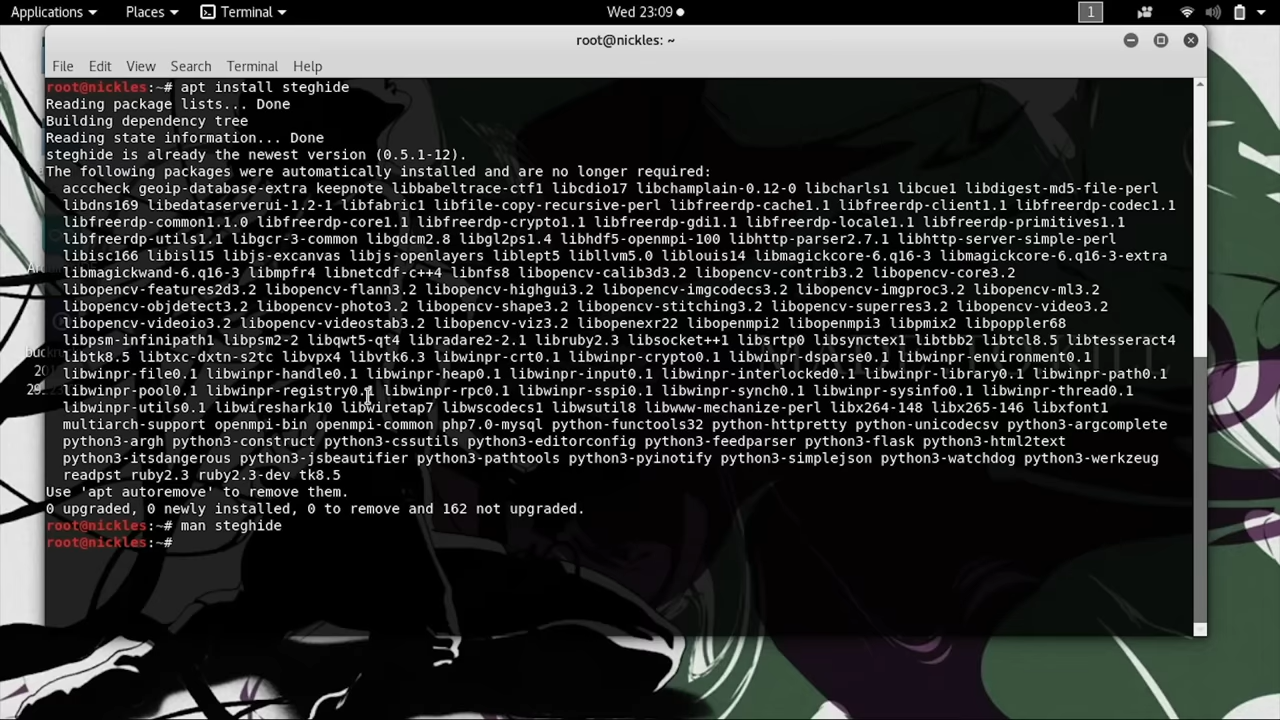 Applications Places Terminal Wed 23:09 1
root@nickles: ~
File Edit View Search Terminal Help
root@nickles:~# apt install steghide
Reading package lists... Done
Building dependency tree
Reading state information... Done
steghide is already the newest version (0.5.1-12).
The following packages were automatically installed and are no longer required:
acccheck geoip-database-extra keepnote libbabeltrace-ctf1 libcdio17 libchamplain-0.12-0 libcharls1 libcue1 libdigest-md5-file-perl
libdns169 libedataserverui-1.2-1 libfabric1 libfile-copy-recursive-perl libfreerdp-cache1.1 libfreerdp-client1.1 libfreerdp-codec1.1
libfreerdp-common1.1.0 libfreerdp-core1.1 libfreerdp-crypto1.1 libfreerdp-gdi1.1 libfreerdp-locale1.1 libfreerdp-primitives1.1
libfreerdp-utils1.1 libgcr-3-common libgdcm2.8 libgl2ps1.4 libhdf5-openmpi-100 libhttp-parser2.7.1 libhttp-server-simple-perl
libisc166 libisl15 libjs-excanvas libjs-openlayers liblept5 libllvm5.0 liblouis14 libmagickcore-6.q16-3 libmagickcore-6.q16-3-extra
libmagickwand-6.q16-3 libmpfr4 libnetcdf-c++4 libnfs8 libopencv-calib3d3.2 libopencv-contrib3.2 libopencv-core3.2
libopencv-features2d3.2 libopencv-flann3.2 libopencv-highgui3.2 libopencv-imgcodecs3.2 libopencv-imgproc3.2 libopencv-ml3.2
libopencv-objdetect3.2 libopencv-photo3.2 libopencv-shape3.2 libopencv-stitching3.2 libopencv-superres3.2 libopencv-video3.2
libopencv-videoio3.2 libopencv-videostab3.2 libopencv-viz3.2 libopenexr22 libopenmpi2 libopenmpi3 libpmix2 libpoppler68
libpsm-infinipath1 libpsm2-2 libqwt5-qt4 libradare2-2.1 libruby2.3 libsocket++1 libsrtp0 libsynctex1 libtbb2 libtcl8.5 libtesseract4
libtk8.5 libtxc-dxtn-s2tc libvpx4 libvtk6.3 libwinpr-crt0.1 libwinpr-crypto0.1 libwinpr-dsparse0.1 libwinpr-environment0.1
libwinpr-file0.1 libwinpr-handle0.1 libwinpr-heap0.1 libwinpr-input0.1 libwinpr-interlocked0.1 libwinpr-library0.1 libwinpr-path0.1
libwinpr-pool0.1 libwinpr-registry0.1 libwinpr-rpc0.1 libwinpr-sspi0.1 libwinpr-synch0.1 libwinpr-sysinfo0.1 libwinpr-thread0.1
libwinpr-utils0.1 libwireshark10 libwiretap7 libwscodecs1 libwsutil8 libwww-mechanize-perl libx264-148 libx265-146 libxfont1
multiarch-support openmpi-bin openmpi-common php7.0-mysql python-functools32 python-httpretty python-unicodecsv python3-argcomplete
python3-argh python3-construct python3-cssutils python3-editorconfig python3-feedparser python3-flask python3-html2text
python3-itsdangerous python3-jsbeautifier python3-pathtools python3-pyinotify python3-simplejson python3-watchdog python3-werkzeug
readpst ruby2.3 ruby2.3-dev tk8.5
Use 'apt autoremove' to remove them.
0 upgraded, 0 newly installed, 0 to remove and 162 not upgraded.
root@nickles:~# man steghide
root@nickles:~#